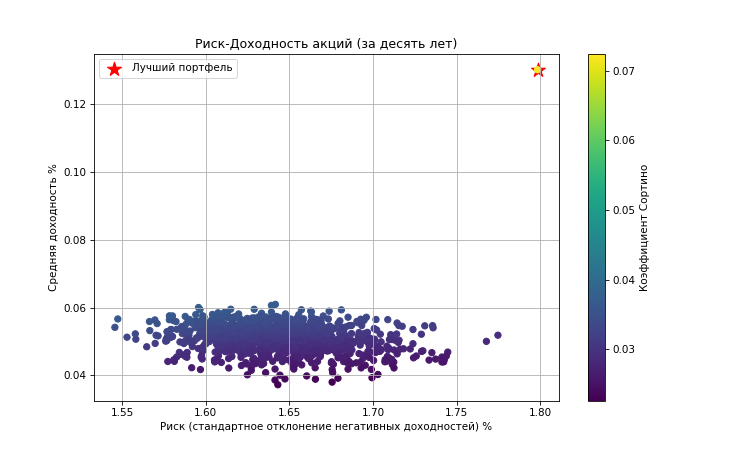 Риск-Доходность акций (за десять лет)
Лучший портфель
0.12
0.10
0.08
0.06
0.04
Средняя доходность %
1.55 1.60 1.65 1.70 1.75 1.80
Риск (стандартное отклонение негативных доходностей) %
0.07
0.06
0.05
0.04
0.03
Коэффициент Сортино